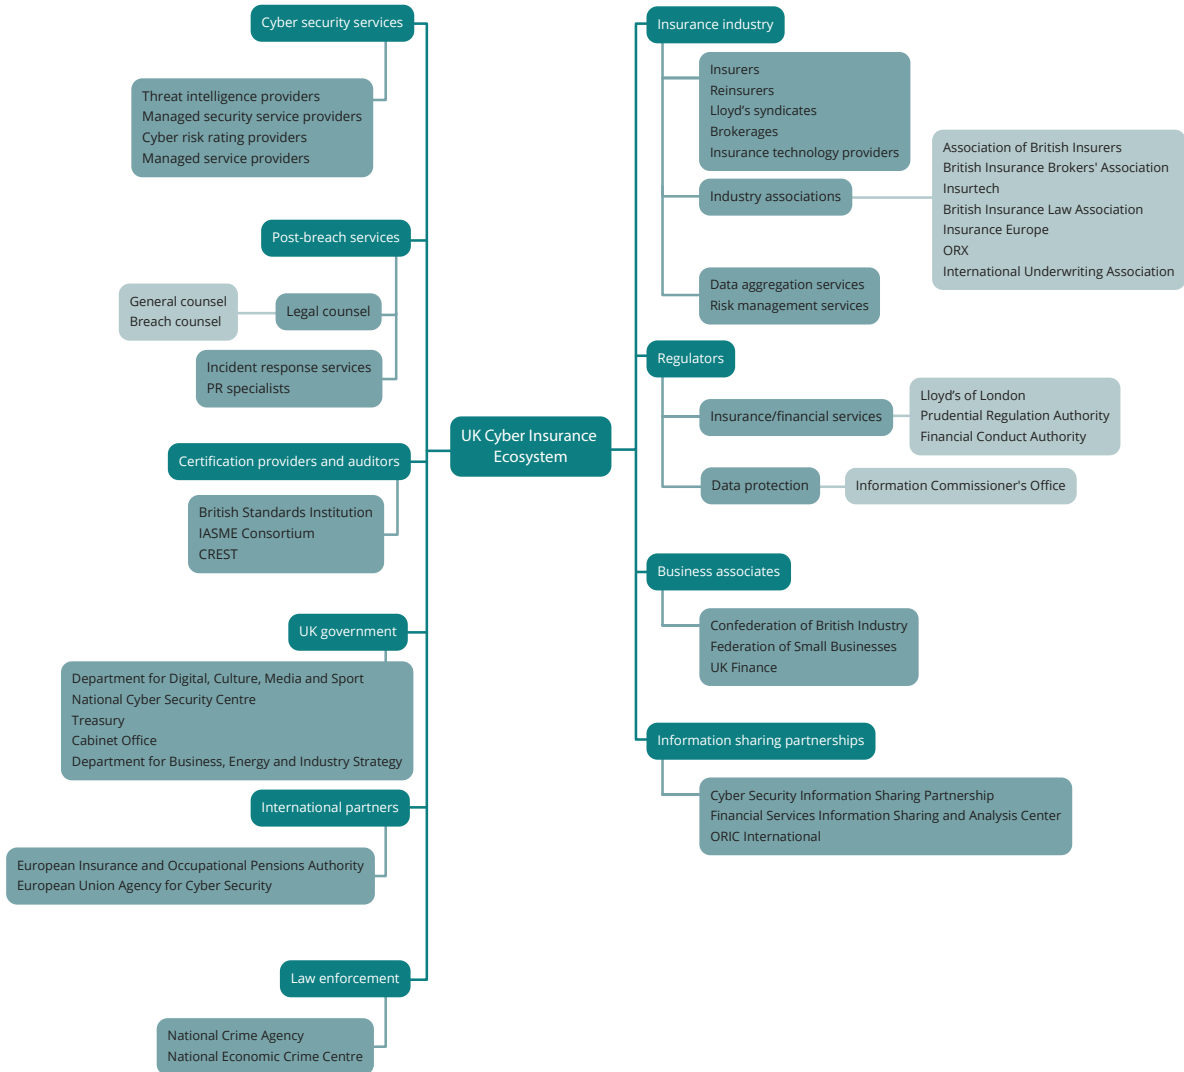 Cyber security services
Threat intelligence providers
Managed security service providers
Cyber risk rating providers
Managed service providers
Post-breach services
General counsel
Breach counsel
Legal counsel
Incident response services
PR specialists
Certification providers and auditors
British Standards Institution
IASME Consortium
CREST
UK government
Department for Digital, Culture, Media and Sport
National Cyber Security Centre
Treasury
Cabinet Office
Department for Business, Energy and Industry Strategy
International partners
European Insurance and Occupational Pensions Authority
European Union Agency for Cyber Security
Law enforcement
National Crime Agency
National Economic Crime Centre
UK Cyber Insurance
Ecosystem
Insurance industry
Insurers
Reinsurers
Lloyd’s syndicates
Brokerages
Insurance technology providers
Industry associations
Association of British Insurers
British Insurance Brokers' Association
Insurtech
British Insurance Law Association
Insurance Europe
ORX
International Underwriting Association
Data aggregation services
Risk management services
Regulators
Insurance/financial services
Lloyd’s of London
Prudential Regulation Authority
Financial Conduct Authority
Data protection
Information Commissioner's Office
Business associates
Confederation of British Industry
Federation of Small Businesses
UK Finance
Information sharing partnerships
Cyber Security Information Sharing Partnership
Financial Services Information Sharing and Analysis Center
ORIC International